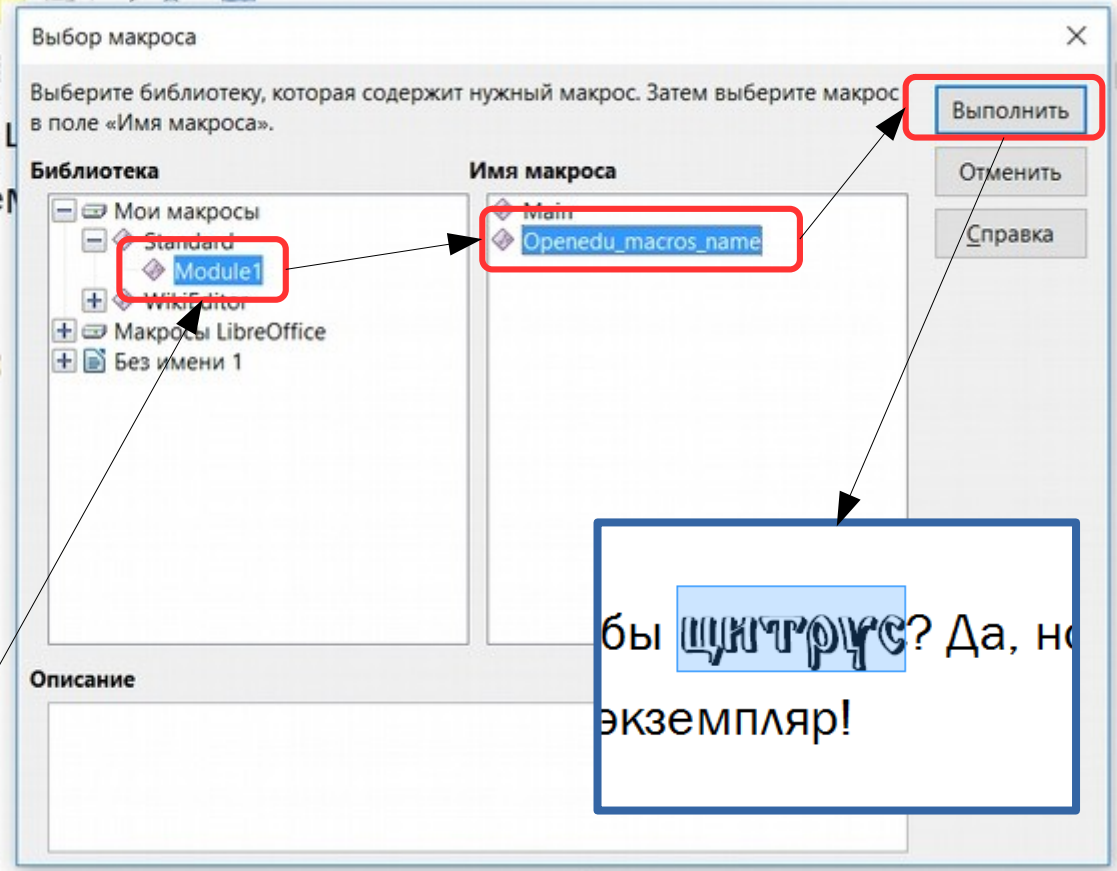 Выбор макроса
Выберите библиотеку, которая содержит нужный макрос. Затем выберите макрос
в поле «Имя макроса».
Выполнить
Отменить
Справка
Библиотека
Имя макроса
Мои макросы
Standard
Module1
WikiEditor
Макросы LibreOffice
Без имени 1
Main
Openedu_macros_name
бы цитрус? Да, но
экземпляр!
Описание